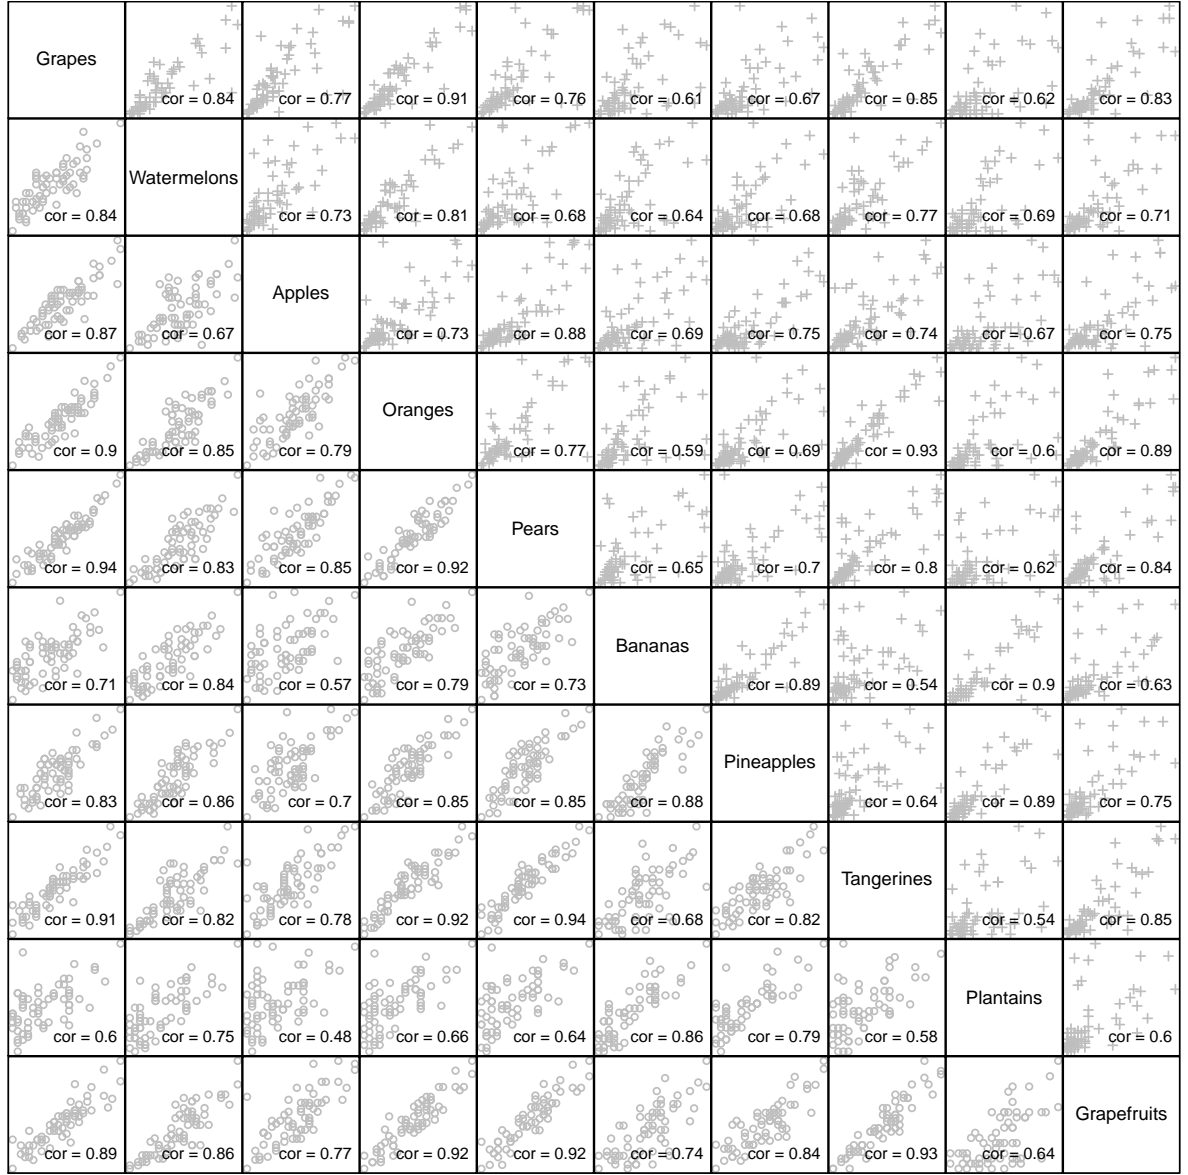 Grapes
cor = 0.84
cor = 0.77
cor = 0.91
cor = 0.76
cor = 0.61
cor = 0.67
cor = 0.85
cor = 0.62
cor = 0.83
cor = 0.84
Watermelons
cor = 0.73
cor = 0.81
cor = 0.68
cor = 0.64
cor = 0.68
cor = 0.77
cor = 0.69
cor = 0.71
cor = 0.87
cor = 0.67
Apples
cor = 0.73
cor = 0.88
cor = 0.69
cor = 0.75
cor = 0.74
cor = 0.67
cor = 0.75
cor = 0.9
cor = 0.85
cor = 0.79
Oranges
cor = 0.77
cor = 0.59
cor = 0.69
cor = 0.93
cor = 0.6
cor = 0.89
cor = 0.94
cor = 0.83
cor = 0.85
cor = 0.92
Pears
cor = 0.65
cor = 0.7
cor = 0.8
cor = 0.62
cor = 0.84
cor = 0.71
cor = 0.84
cor = 0.57
cor = 0.79
cor = 0.73
Bananas
cor = 0.89
cor = 0.54
cor = 0.9
cor = 0.63
cor = 0.83
cor = 0.86
cor = 0.7
cor = 0.85
cor = 0.85
cor = 0.88
Pineapples
cor = 0.64
cor = 0.89
cor = 0.75
cor = 0.91
cor = 0.82
cor = 0.78
cor = 0.92
cor = 0.94
cor = 0.68
cor = 0.82
Tangerines
cor = 0.54
cor = 0.85
cor = 0.6
cor = 0.75
cor = 0.48
cor = 0.66
cor = 0.64
cor = 0.86
cor = 0.79
cor = 0.58
Plantains
cor = 0.6
cor = 0.89
cor = 0.86
cor = 0.77
cor = 0.92
cor = 0.92
cor = 0.74
cor = 0.84
cor = 0.93
cor = 0.64
Grapefruits